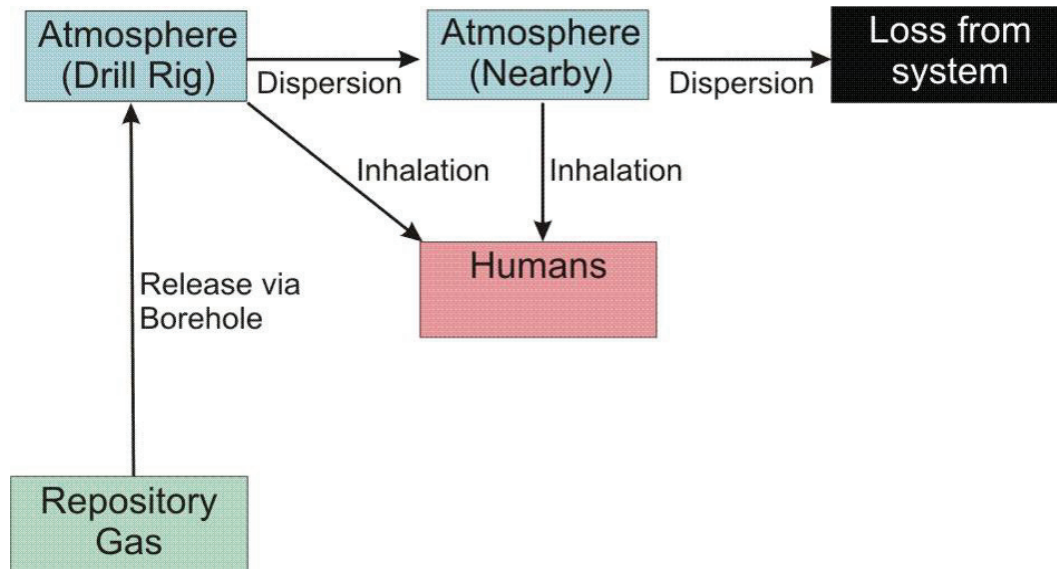 Atmosphere
(Drill Rig)
Dispersion
Atmosphere
(Nearby)
Dispersion
Loss from
system
Inhalation
Inhalation
Humans
Release via
Borehole
Repository
Gas